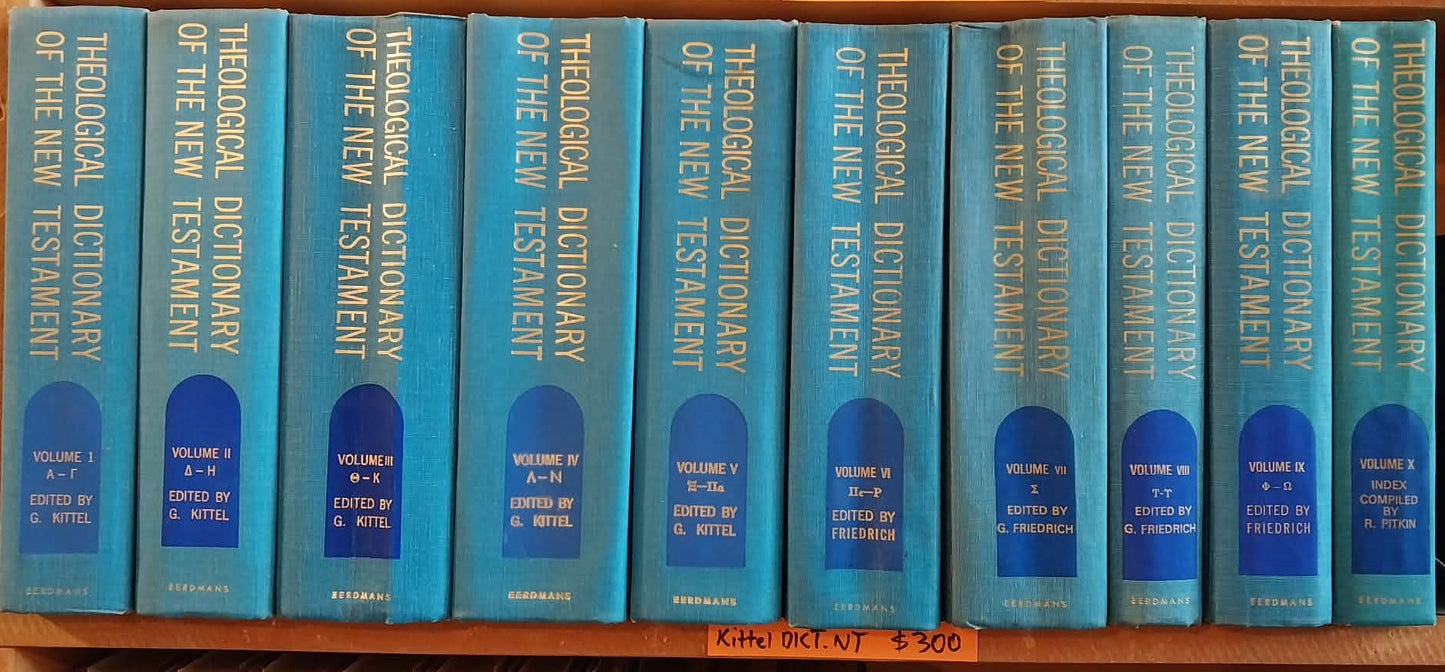 THEOLOGICAL DICTIONARY
OF THE NEW TESTAMENT
VOLUME I
Α–Γ
EDITED BY
G. KITTEL
EERDMANS
THEOLOGICAL DICTIONARY
OF THE NEW TESTAMENT
VOLUME II
Δ–Η
EDITED BY
G. KITTEL
EERDMANS
THEOLOGICAL DICTIONARY
OF THE NEW TESTAMENT
VOLUME III
Θ–Κ
EDITED BY
G. KITTEL
EERDMANS
THEOLOGICAL DICTIONARY
OF THE NEW TESTAMENT
VOLUME IV
Λ–Ν
EDITED BY
G. KITTEL
EERDMANS
THEOLOGICAL DICTIONARY
OF THE NEW TESTAMENT
VOLUME V
Ξ–Πα
EDITED BY
G. KITTEL
EERDMANS
THEOLOGICAL DICTIONARY
OF THE NEW TESTAMENT
VOLUME VI
Πε–Ρ
EDITED BY
FRIEDRICH
EERDMANS
THEOLOGICAL DICTIONARY
OF THE NEW TESTAMENT
VOLUME VII
Σ
EDITED BY
G. FRIEDRICH
EERDMANS
THEOLOGICAL DICTIONARY
OF THE NEW TESTAMENT
VOLUME VIII
Τ-Υ
EDITED BY
G. FRIEDRICH
EERDMANS
THEOLOGICAL DICTIONARY
OF THE NEW TESTAMENT
VOLUME IX
Φ–Ω
EDITED BY
FRIEDRICH
EERDMANS
THEOLOGICAL DICTIONARY
OF THE NEW TESTAMENT
VOLUME X
INDEX
COMPILED
BY
R. PITKIN
EERDMANS
Kittel DICT. NT $300